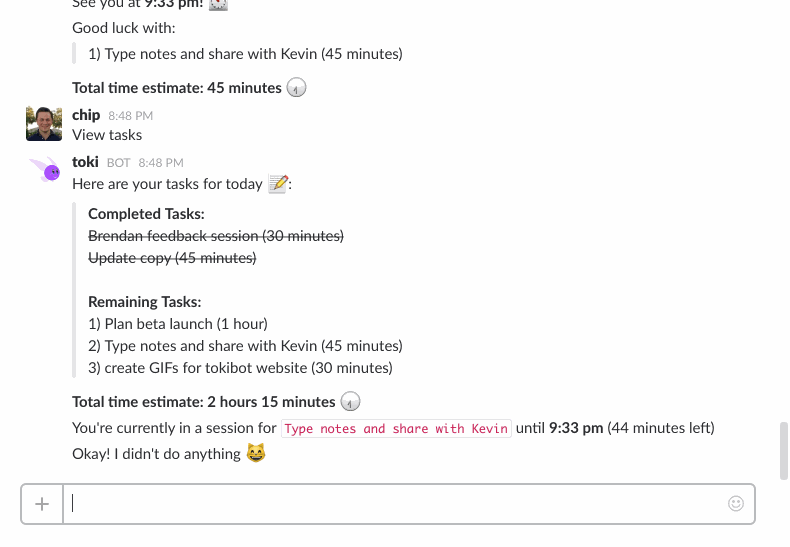 See you at 9:33 pm!
Good luck with:
1) Type notes and share with Kevin (45 minutes)
Total time estimate: 45 minutes
chip 8:48 PM
View tasks
toki BOT 8:48 PM
Here are your tasks for today :
Completed Tasks:
Brendan feedback session (30 minutes)
Update copy (45 minutes)
Remaining Tasks:
1) Plan beta launch (1 hour)
2) Type notes and share with Kevin (45 minutes)
3) create GIFs for tokibot website (30 minutes)
Total time estimate: 2 hours 15 minutes
You're currently in a session for Type notes and share with Kevin until 9:33 pm (44 minutes left)
Okay! I didn't do anything